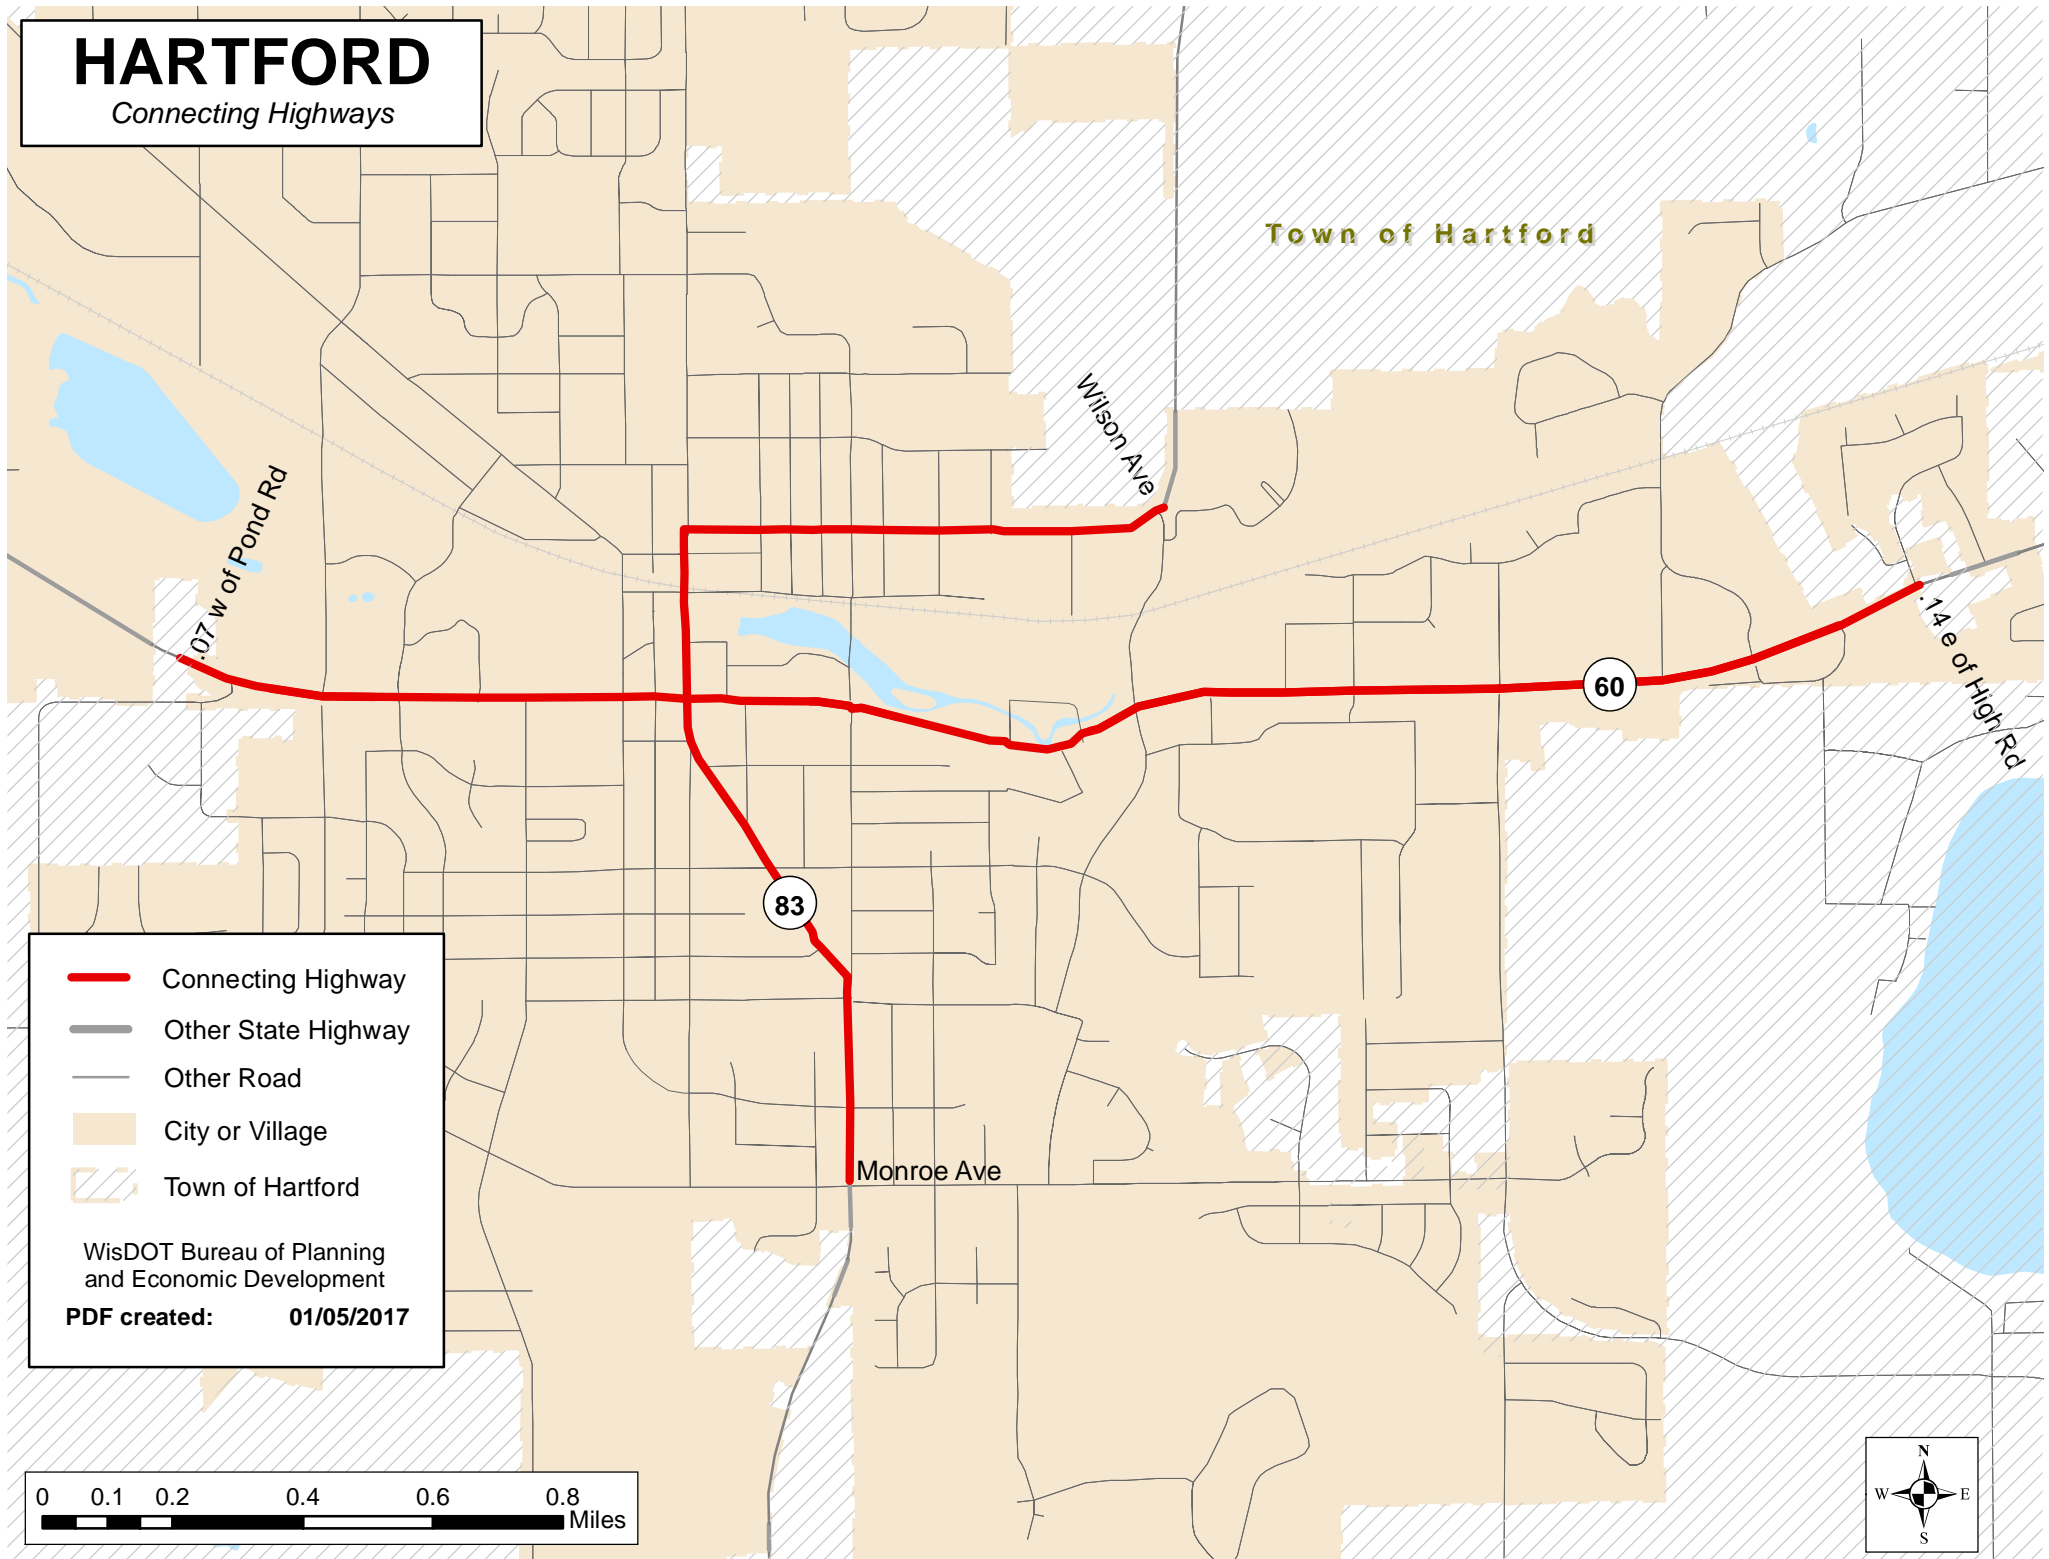 HARTFORD
Connecting Highways
Town of Hartford
Wilson Ave
.07 w of Pond Rd
.14 e of High Rd
60
83
Monroe Ave
Connecting Highway
Other State Highway
Other Road
City or Village
Town of Hartford
WisDOT Bureau of Planning
and Economic Development
PDF created: 01/05/2017
0 0.1 0.2 0.4 0.6 0.8
Miles
N
W E
S